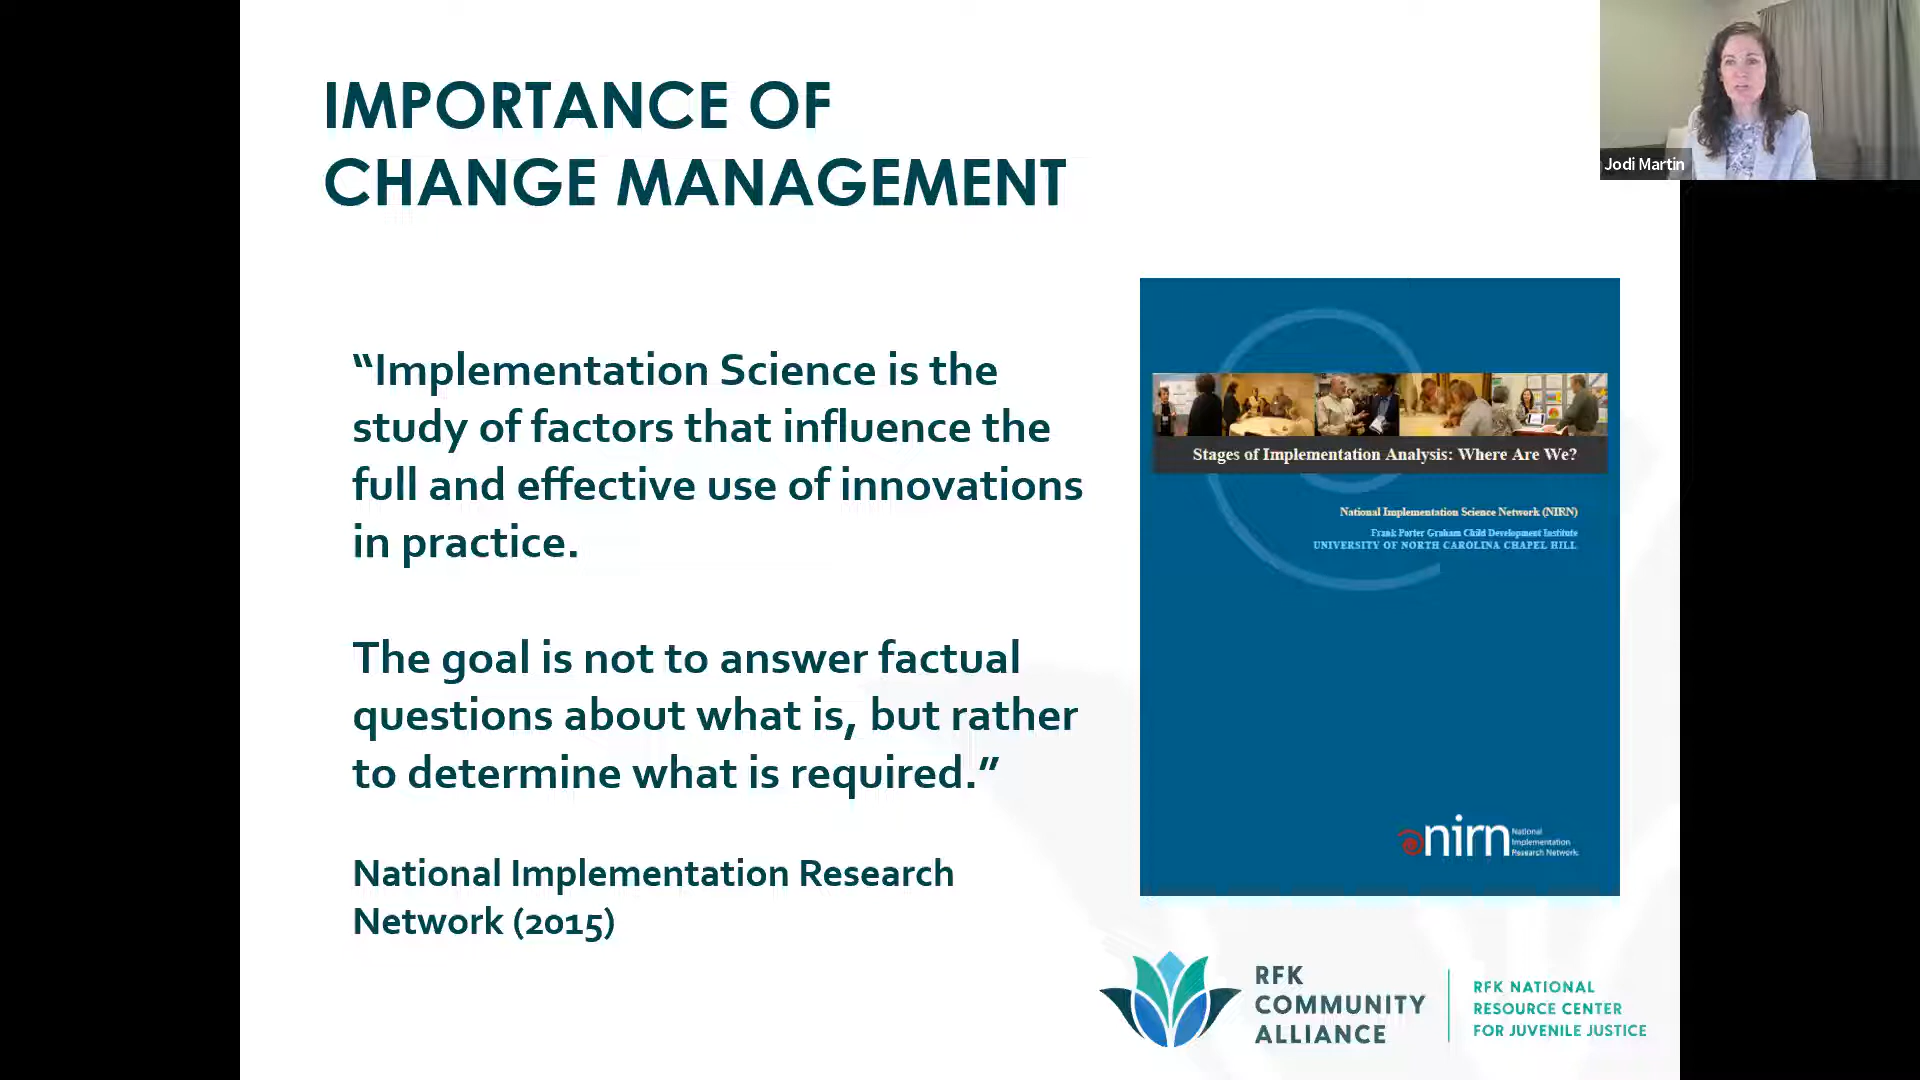 IMPORTANCE OF
CHANGE MANAGEMENT
Jodi Martin
“Implementation Science is the
study of factors that influence the
full and effective use of innovations
in practice.
The goal is not to answer factual
questions about what is, but rather
to determine what is required.”
National Implementation Research
Network (2015)
Stages of Implementation Analysis: Where Are We?
National Implementation Science Network (NIRN)
Frank Porter Graham Child Development Institute
UNIVERSITY OF NORTH CAROLINA CHAPEL HILL
nirn
National
Implementation
Research Network
RFK
COMMUNITY
ALLIANCE
RFK NATIONAL
RESOURCE CENTER
FOR JUVENILE JUSTICE